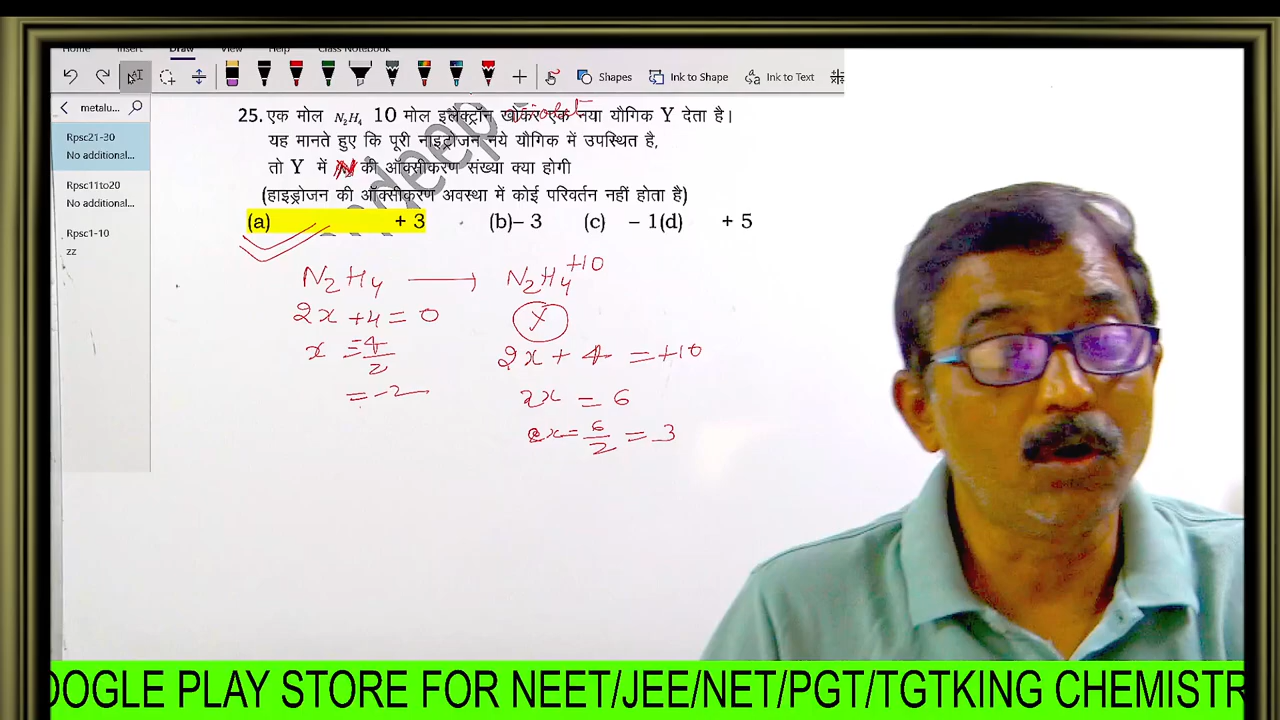 Home Insert Draw View Help Class Notebook
Shapes Ink to Shape Ink to Text
metalu...
Rpsc21-30
No additional...
Rpsc11to20
No additional...
Rpsc1-10
zz
25. एक मोल N₂H₄ 10 मोल इलेक्ट्रॉन खोकर एक नया यौगिक Y देता है।
यह मानते हुए कि पूरी नाइट्रोजन नये यौगिक में उपस्थित है,
तो Y में N की ऑक्सीकरण संख्या क्या होगी
(हाइड्रोजन की ऑक्सीकरण अवस्था में कोई परिवर्तन नहीं होता है)
(a) + 3 (b)– 3 (c) – 1(d) + 5
N₂H₄ ⟶ N₂H₄⁺¹⁰
2x + 4 = 0 Y
x = -4/2 2x + 4 = +10
= -2 2x = 6
x = 6/2 = 3
OOGLE PLAY STORE FOR NEET/JEE/NET/PGT/TGTKING CHEMISTR